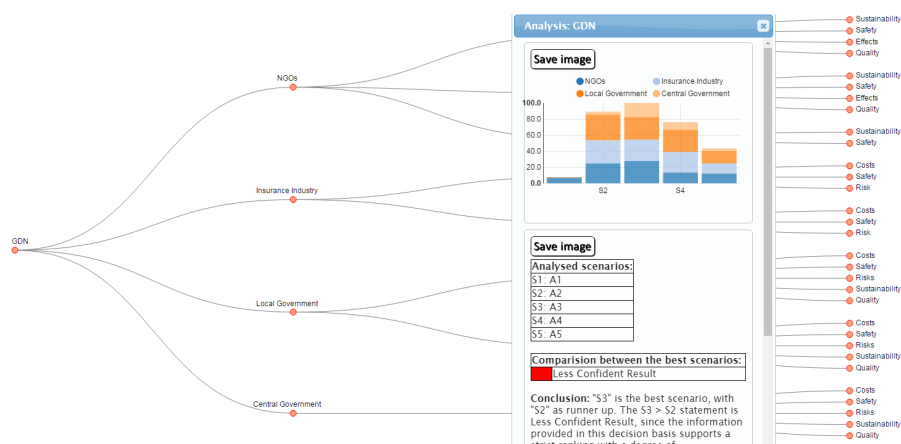 GDN
NGOs
Insurance Industry
Local Government
Central Government
Analysis: GDN
Save image
NGOs
Insurance Industry
Local Government
Central Government
100.0
80.0
60.0
40.0
20.0
0.0
S2
S4
Save image
Analysed scenarios:
S1: A1
S2: A2
S3: A3
S4: A4
S5: A5
Comparision between the best scenarios:
Less Confident Result
Conclusion: "S3" is the best scenario, with
"S2" as runner up. The S3 > S2 statement is
Less Confident Result, since the information
provided in this decision basis supports a
strict ranking with a degree of
Sustainability
Safety
Effects
Quality
Sustainability
Safety
Effects
Quality
Sustainability
Safety
Costs
Safety
Risk
Costs
Safety
Risk
Costs
Safety
Risks
Sustainability
Quality
Costs
Safety
Risks
Sustainability
Quality
Costs
Safety
Risks
Sustainability
Quality